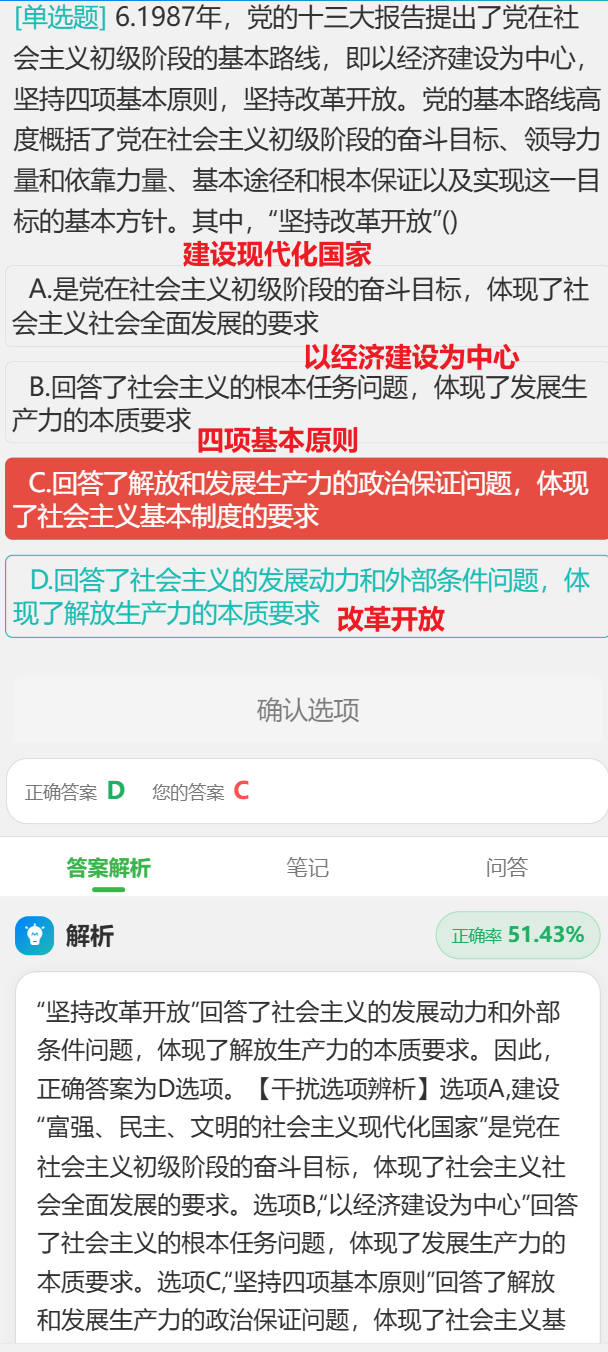 [单选题] 6.1987年，党的十三大报告提出了党在社
会主义初级阶段的基本路线，即以经济建设为中心，
坚持四项基本原则，坚持改革开放。党的基本路线高
度概括了党在社会主义初级阶段的奋斗目标、领导力
量和依靠力量、基本途径和根本保证以及实现这一目
标的基本方针。其中，“坚持改革开放”()
建设现代化国家
A.是党在社会主义初级阶段的奋斗目标，体现了社
会主义社会全面发展的要求
以经济建设为中心
B.回答了社会主义的根本任务问题，体现了发展生
产力的本质要求
四项基本原则
C.回答了解放和发展生产力的政治保证问题，体现
了社会主义基本制度的要求
D.回答了社会主义的发展动力和外部条件问题，体
现了解放生产力的本质要求
改革开放
确认选项
正确答案 D 您的答案 C
答案解析 笔记 问答
解析 正确率 51.43%
“坚持改革开放”回答了社会主义的发展动力和外部
条件问题，体现了解放生产力的本质要求。因此，
正确答案为D选项。【干扰选项辨析】选项A,建设
“富强、民主、文明的社会主义现代化国家”是党在
社会主义初级阶段的奋斗目标，体现了社会主义社
会全面发展的要求。选项B,“以经济建设为中心”回答
了社会主义的根本任务问题，体现了发展生产力的
本质要求。选项C,“坚持四项基本原则”回答了解放
和发展生产力的政治保证问题，体现了社会主义基